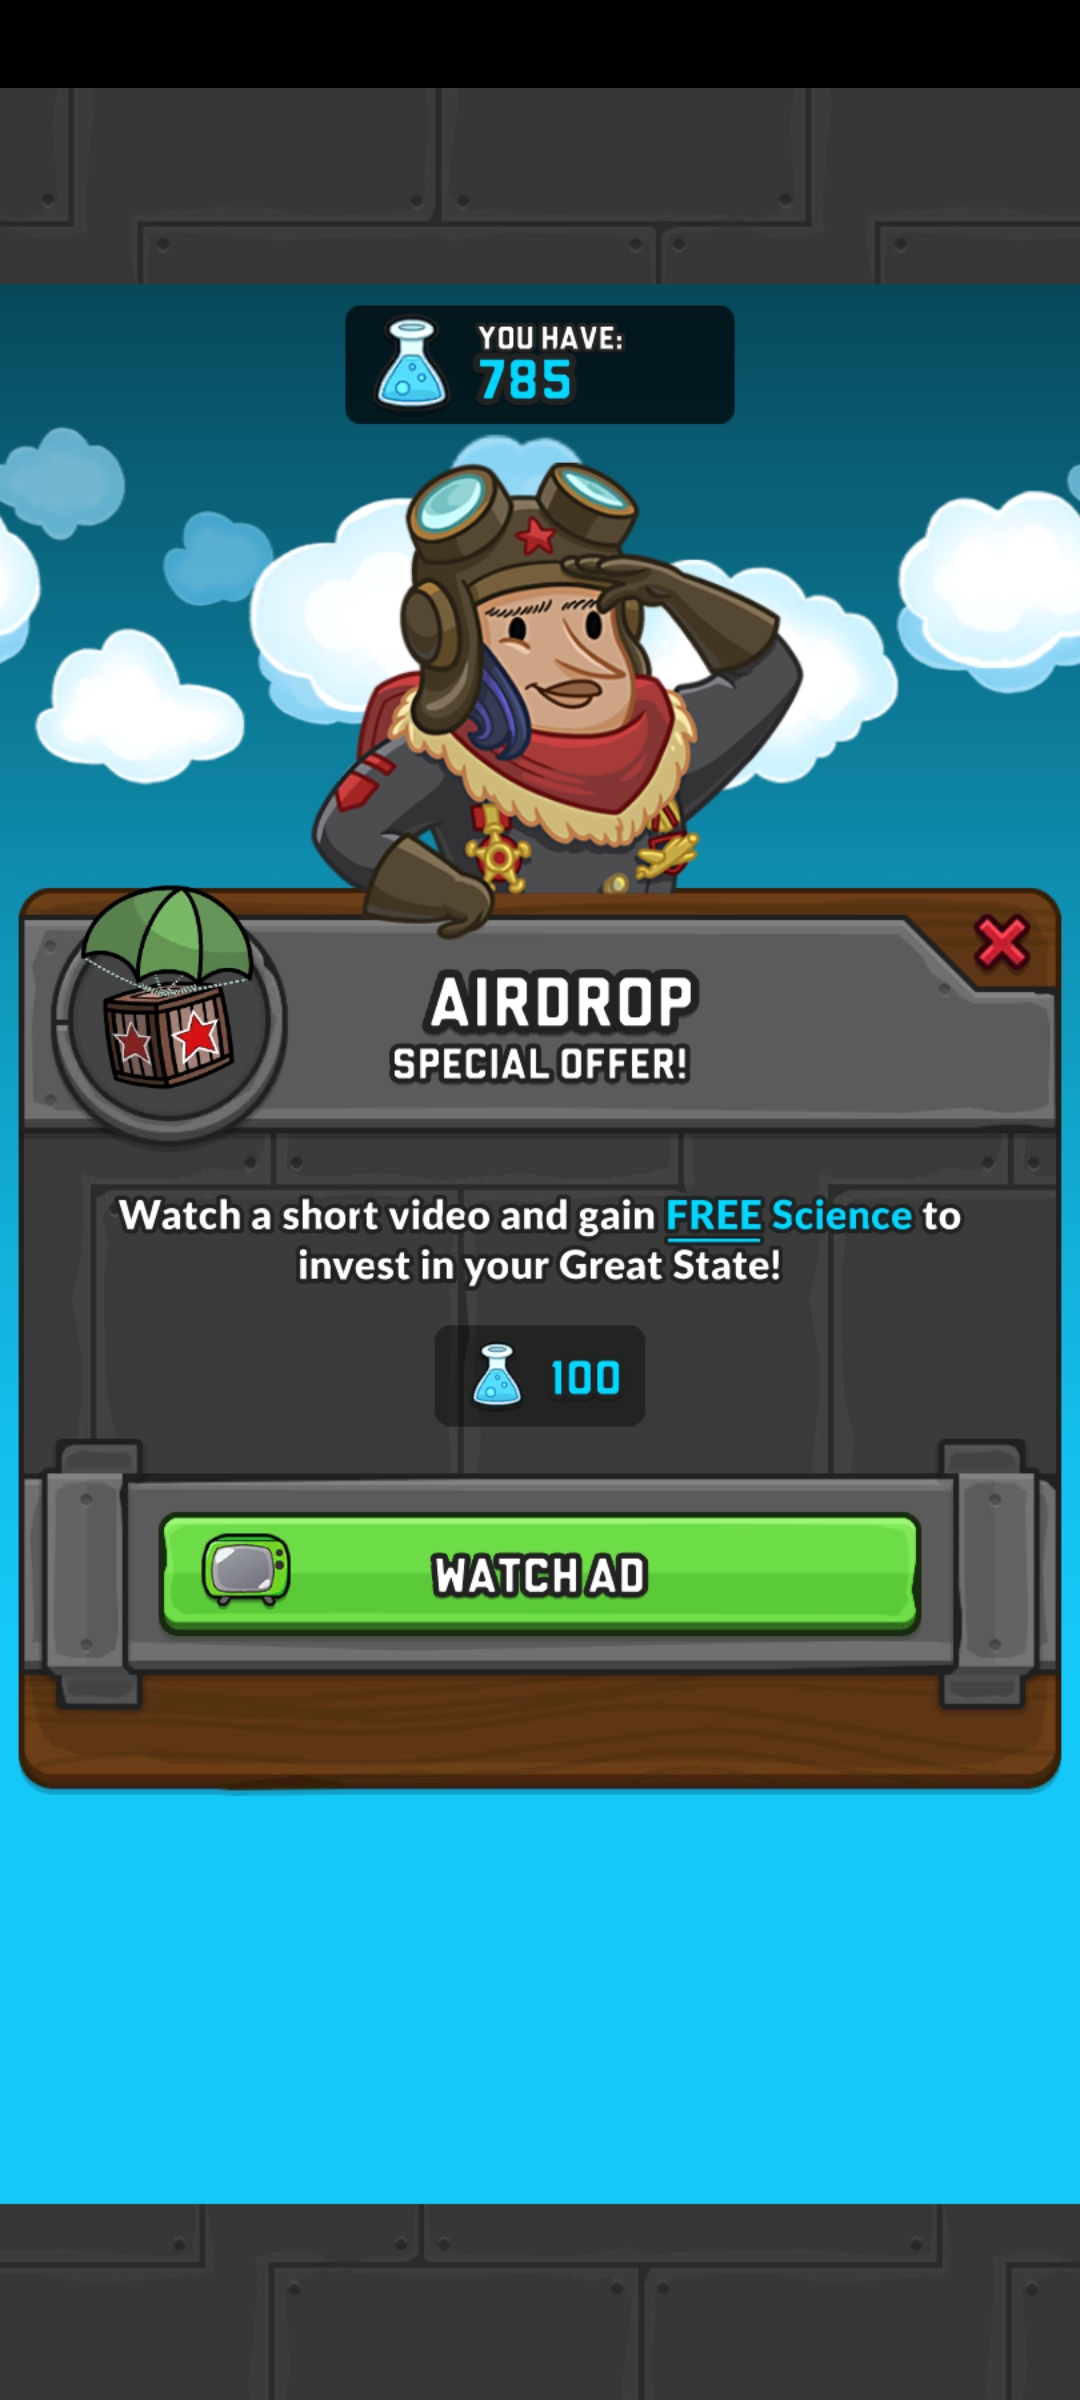 YOU HAVE:
785
AIRDROP
SPECIAL OFFER!
Watch a short video and gain FREE Science to
invest in your Great State!
100
WATCH AD